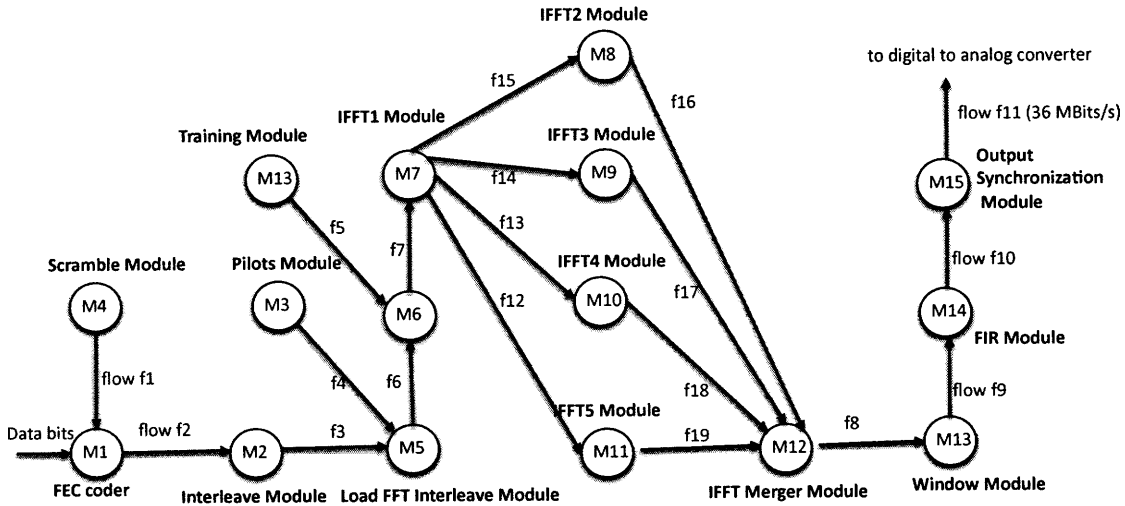 IFFT2 Module
M8
to digital to analog converter
f15
f16
flow f11 (36 MBits/s)
IFFT1 Module
Training Module
IFFT3 Module
M13
M7
f14
M9
M15
Output
Synchronization
Module
f5
f7
f13
flow f10
Scramble Module
Pilots Module
IFFT4 Module
f12
f17
M4
M3
M6
M10
M14
FIR Module
flow f1
f4
f6
f18
flow f9
IFFT5 Module
Data bits
flow f2
f3
f19
f8
M1
M2
M5
M11
M12
M13
FEC coder
Interleave Module
Load FFT Interleave Module
IFFT Merger Module
Window Module